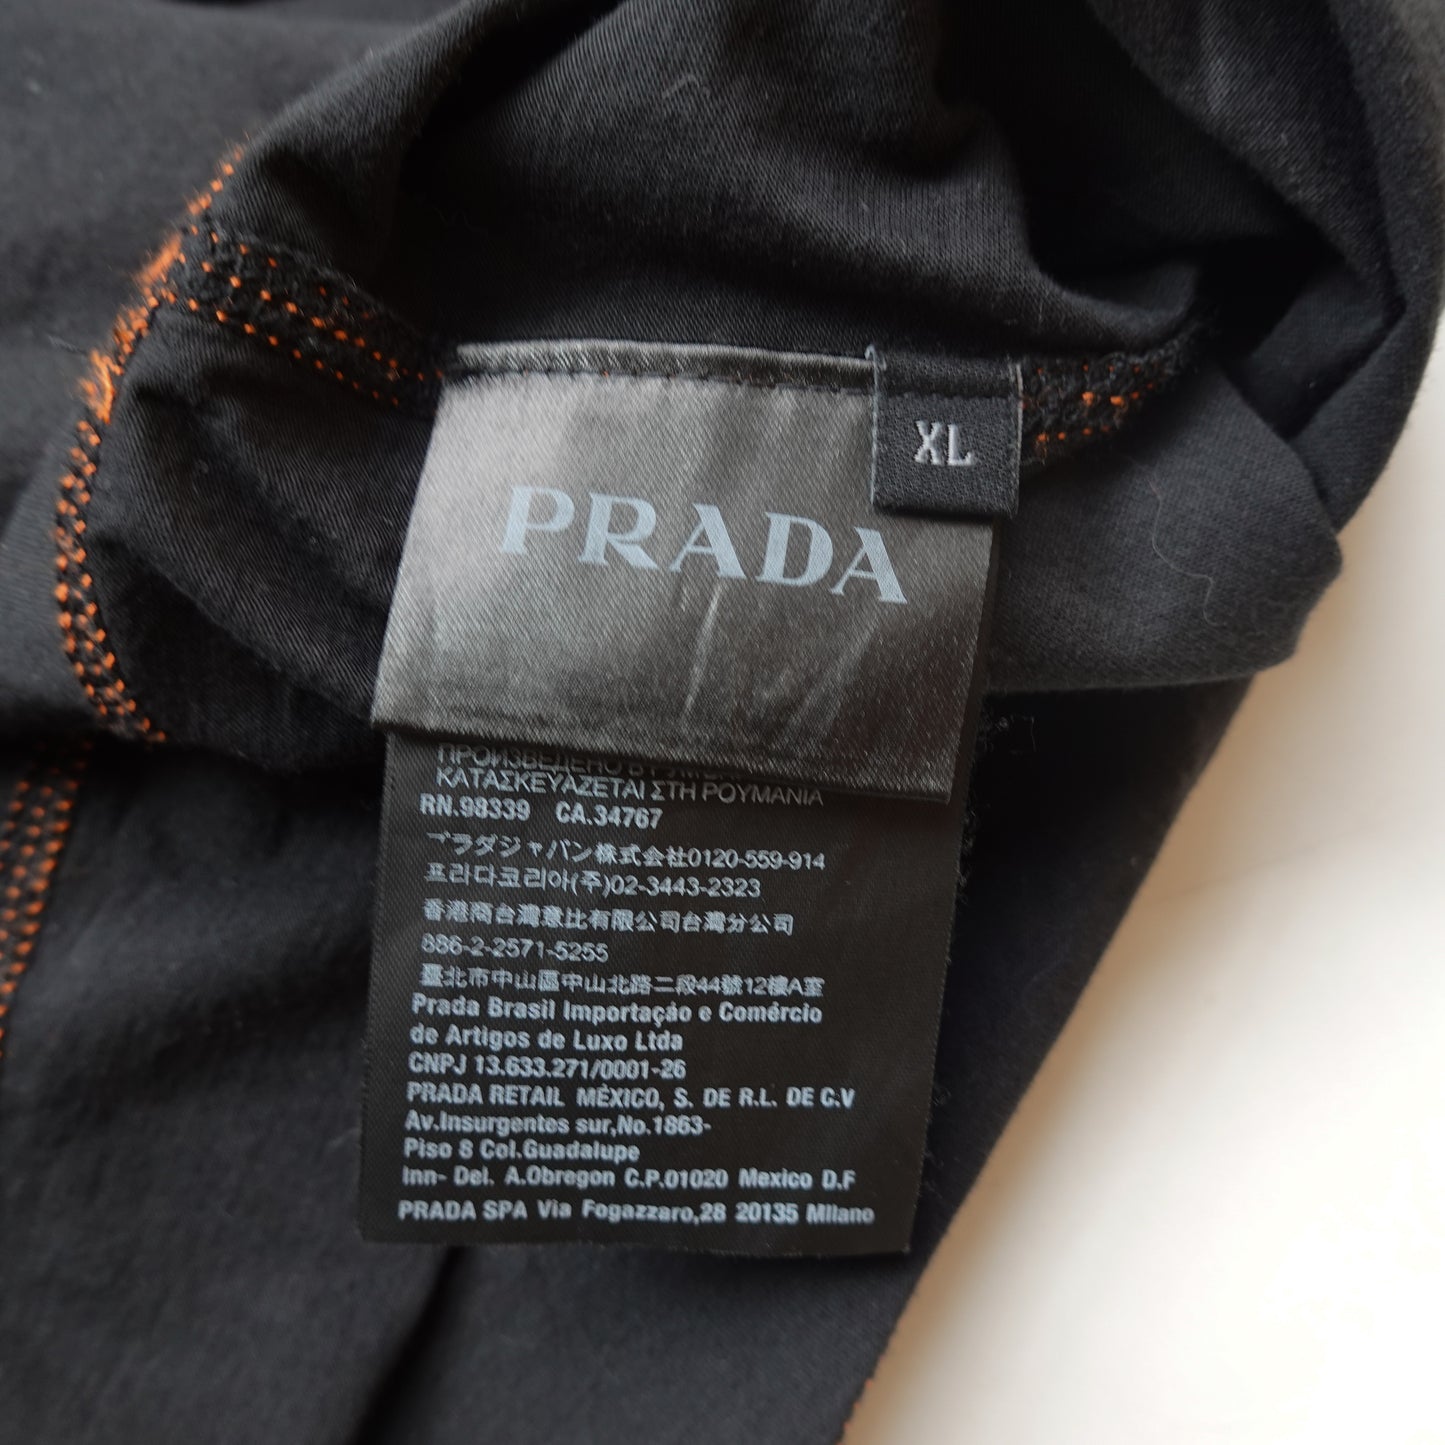 XL
PRADA
ПРОИЗВЕДЕНО В
ΚΑΤΑΣΚΕΥΑΖΕΤΑΙ ΣΤΗ ΡΟΥΜΑΝΙΑ
RN.98339 CA.34767
プラダジャパン株式会社0120-559-914
프라다코리아(주)02-3443-2323
香港商台灣意比有限公司台灣分公司
886-2-2571-5255
臺北市中山區中山北路二段44號12樓A室
Prada Brasil Importação e Comércio
de Artigos de Luxo Ltda
CNPJ 13.633.271/0001-26
PRADA RETAIL MÉXICO, S. DE R.L. DE C.V
Av.Insurgentes sur,No.1863-
Piso 8 Col.Guadalupe
Inn- Del. A.Obregon C.P.01020 Mexico D.F
PRADA SPA Via Fogazzaro,28 20135 Milano